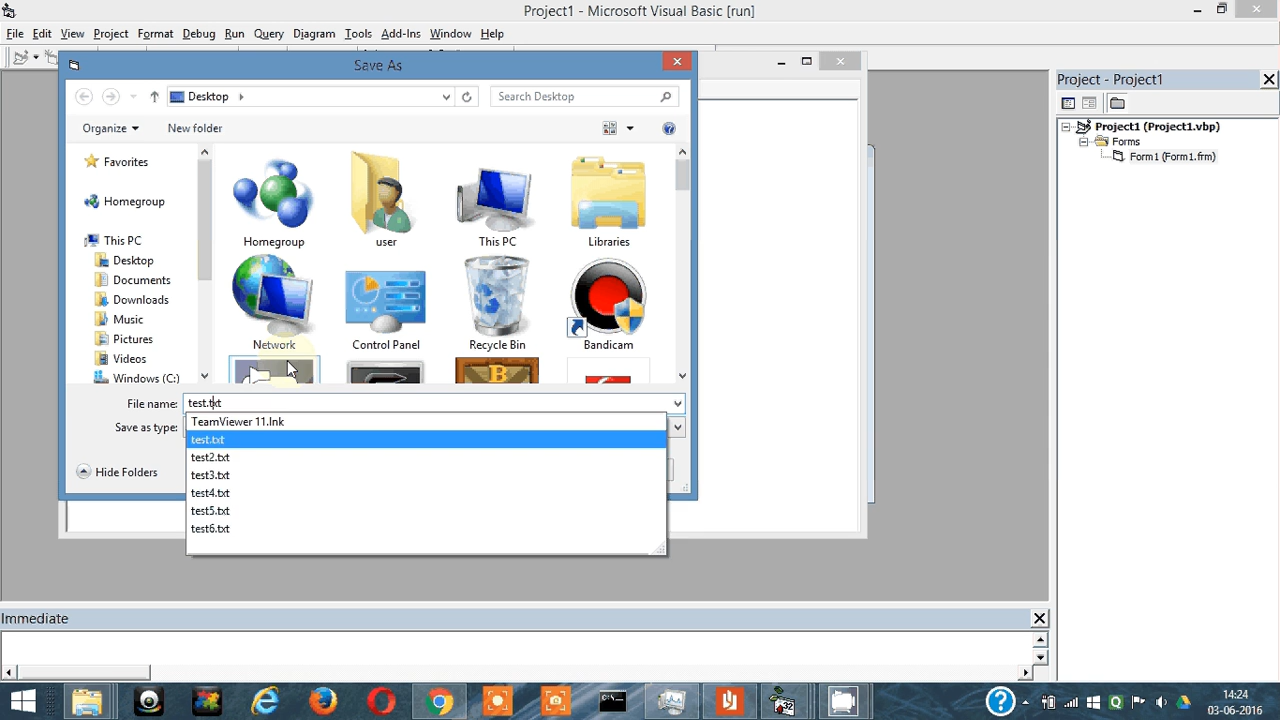 Project1 - Microsoft Visual Basic [run]
File Edit View Project Format Debug Run Query Diagram Tools Add-Ins Window Help
Save As
Desktop
Search Desktop
Organize
New folder
Favorites
Homegroup
This PC
Desktop
Documents
Downloads
Music
Pictures
Videos
Windows (C:)
Homegroup
user
This PC
Libraries
Network
Control Panel
Recycle Bin
Bandicam
File name:
test.txt
Save as type:
TeamViewer 11.lnk
test.txt
test2.txt
test3.txt
test4.txt
test5.txt
test6.txt
Hide Folders
Project - Project1
Project1 (Project1.vbp)
Forms
Form1 (Form1.frm)
Immediate
14:24
03-06-2016